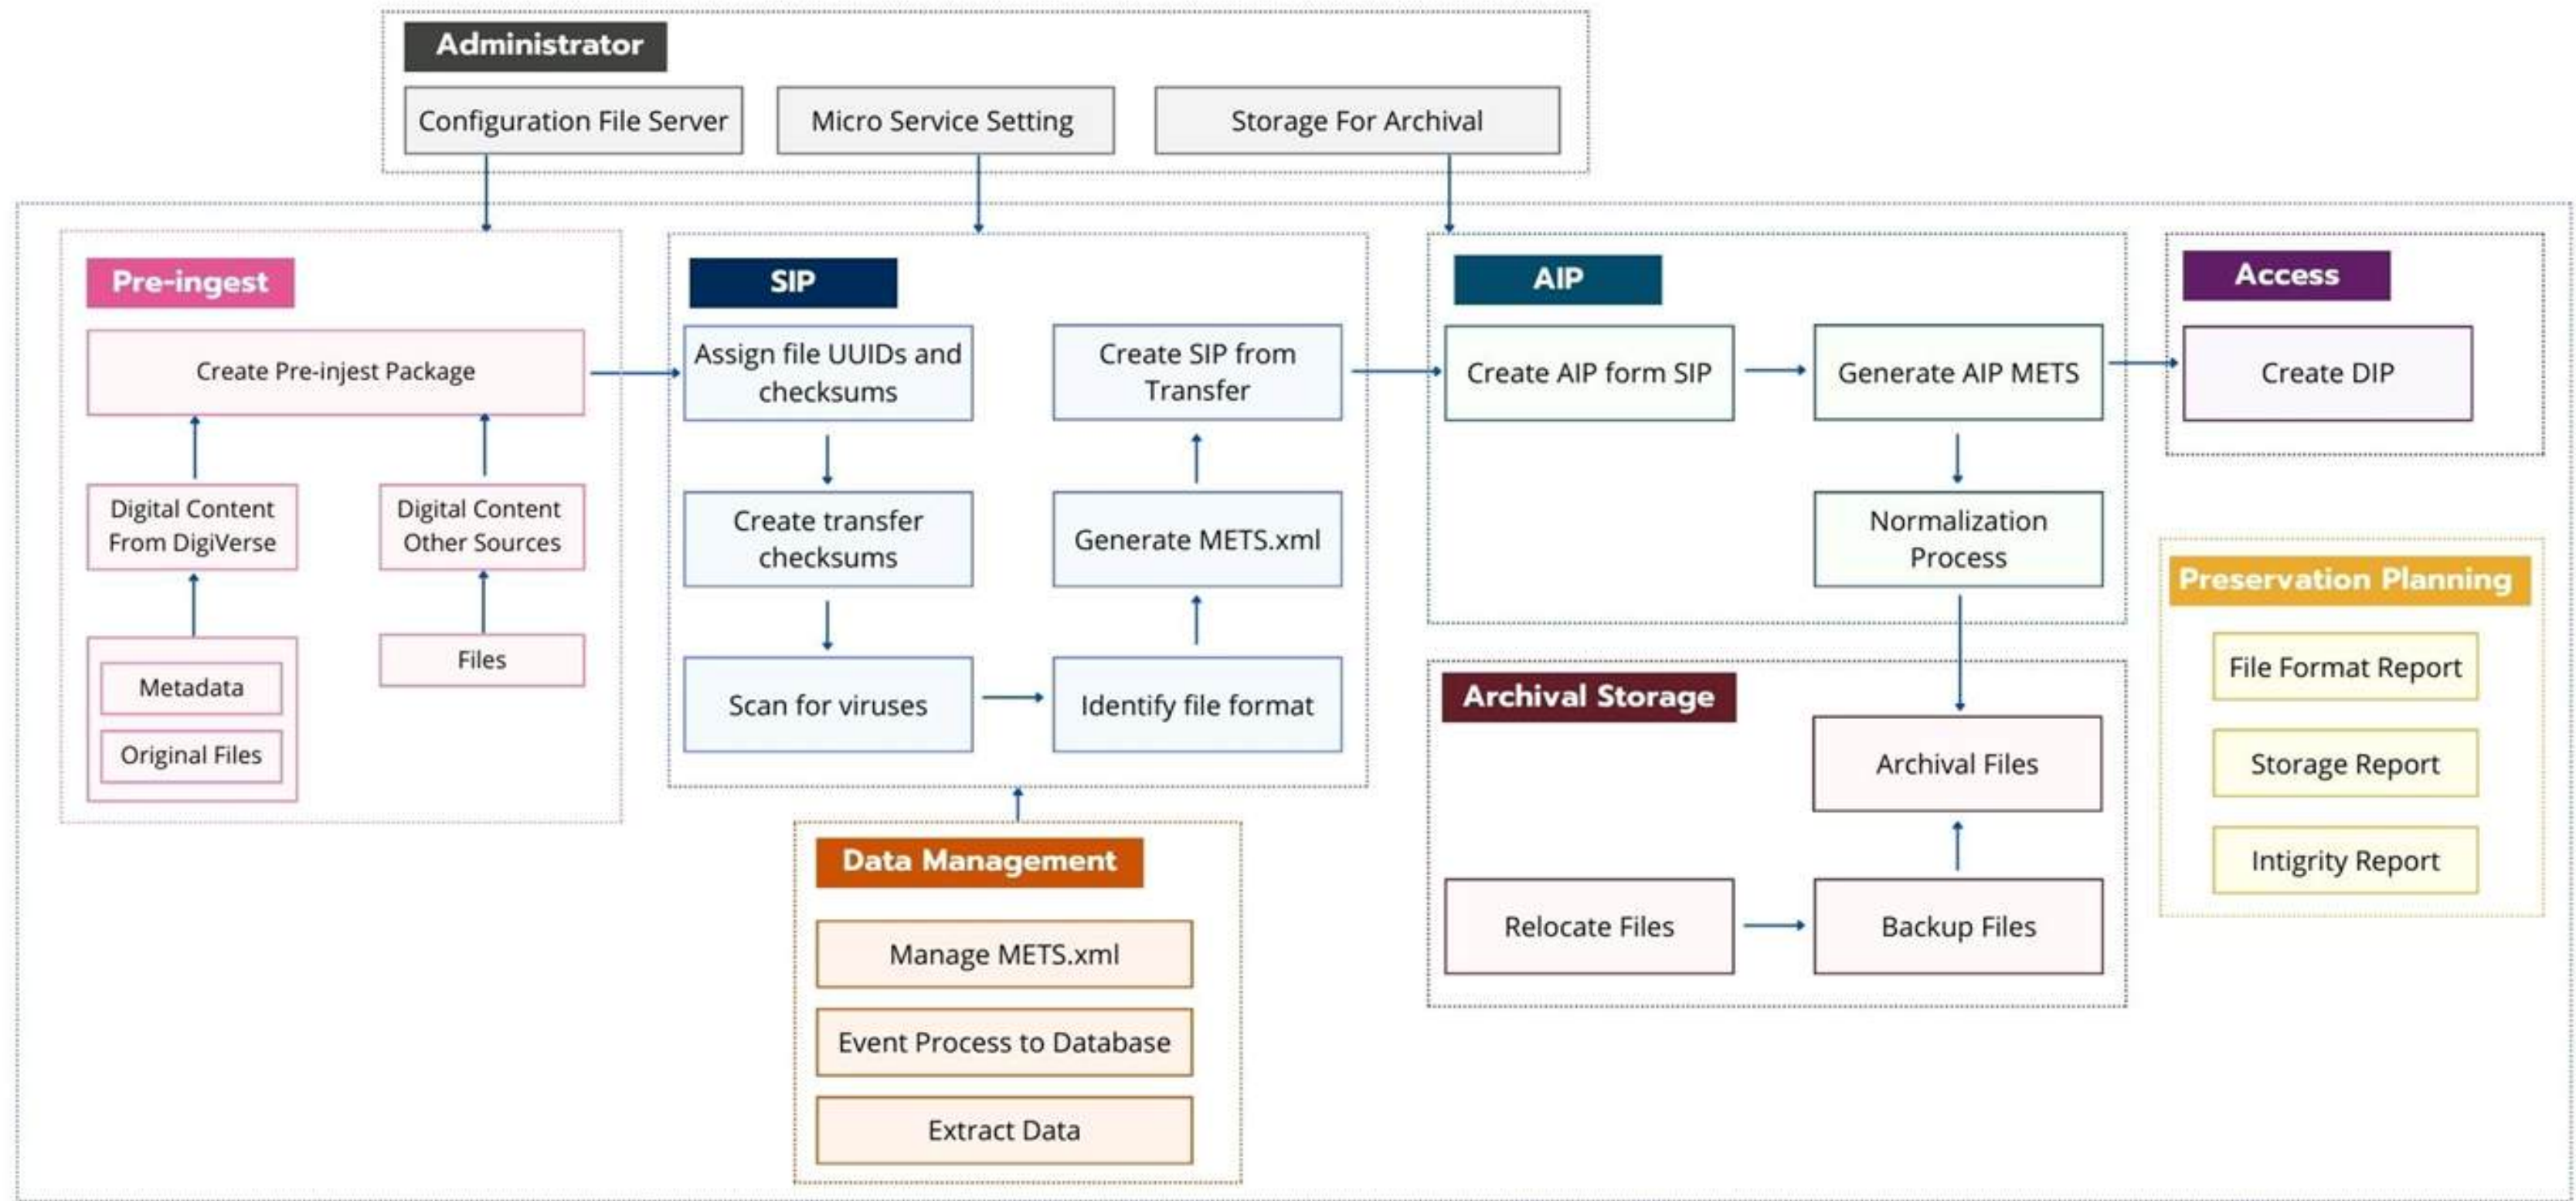 Administrator
Configuration File Server
Micro Service Setting
Storage For Archival
Pre-ingest
Create Pre-injest Package
Digital Content
From DigiVerse
Digital Content
Other Sources
Metadata
Original Files
Files
SIP
Assign file UUIDs and
checksums
Create transfer
checksums
Scan for viruses
Identify file format
Generate METS.xml
Create SIP from
Transfer
Data Management
Manage METS.xml
Event Process to Database
Extract Data
AIP
Create AIP form SIP
Generate AIP METS
Normalization
Process
Archival Storage
Archival Files
Relocate Files
Backup Files
Access
Create DIP
Preservation Planning
File Format Report
Storage Report
Intigrity Report